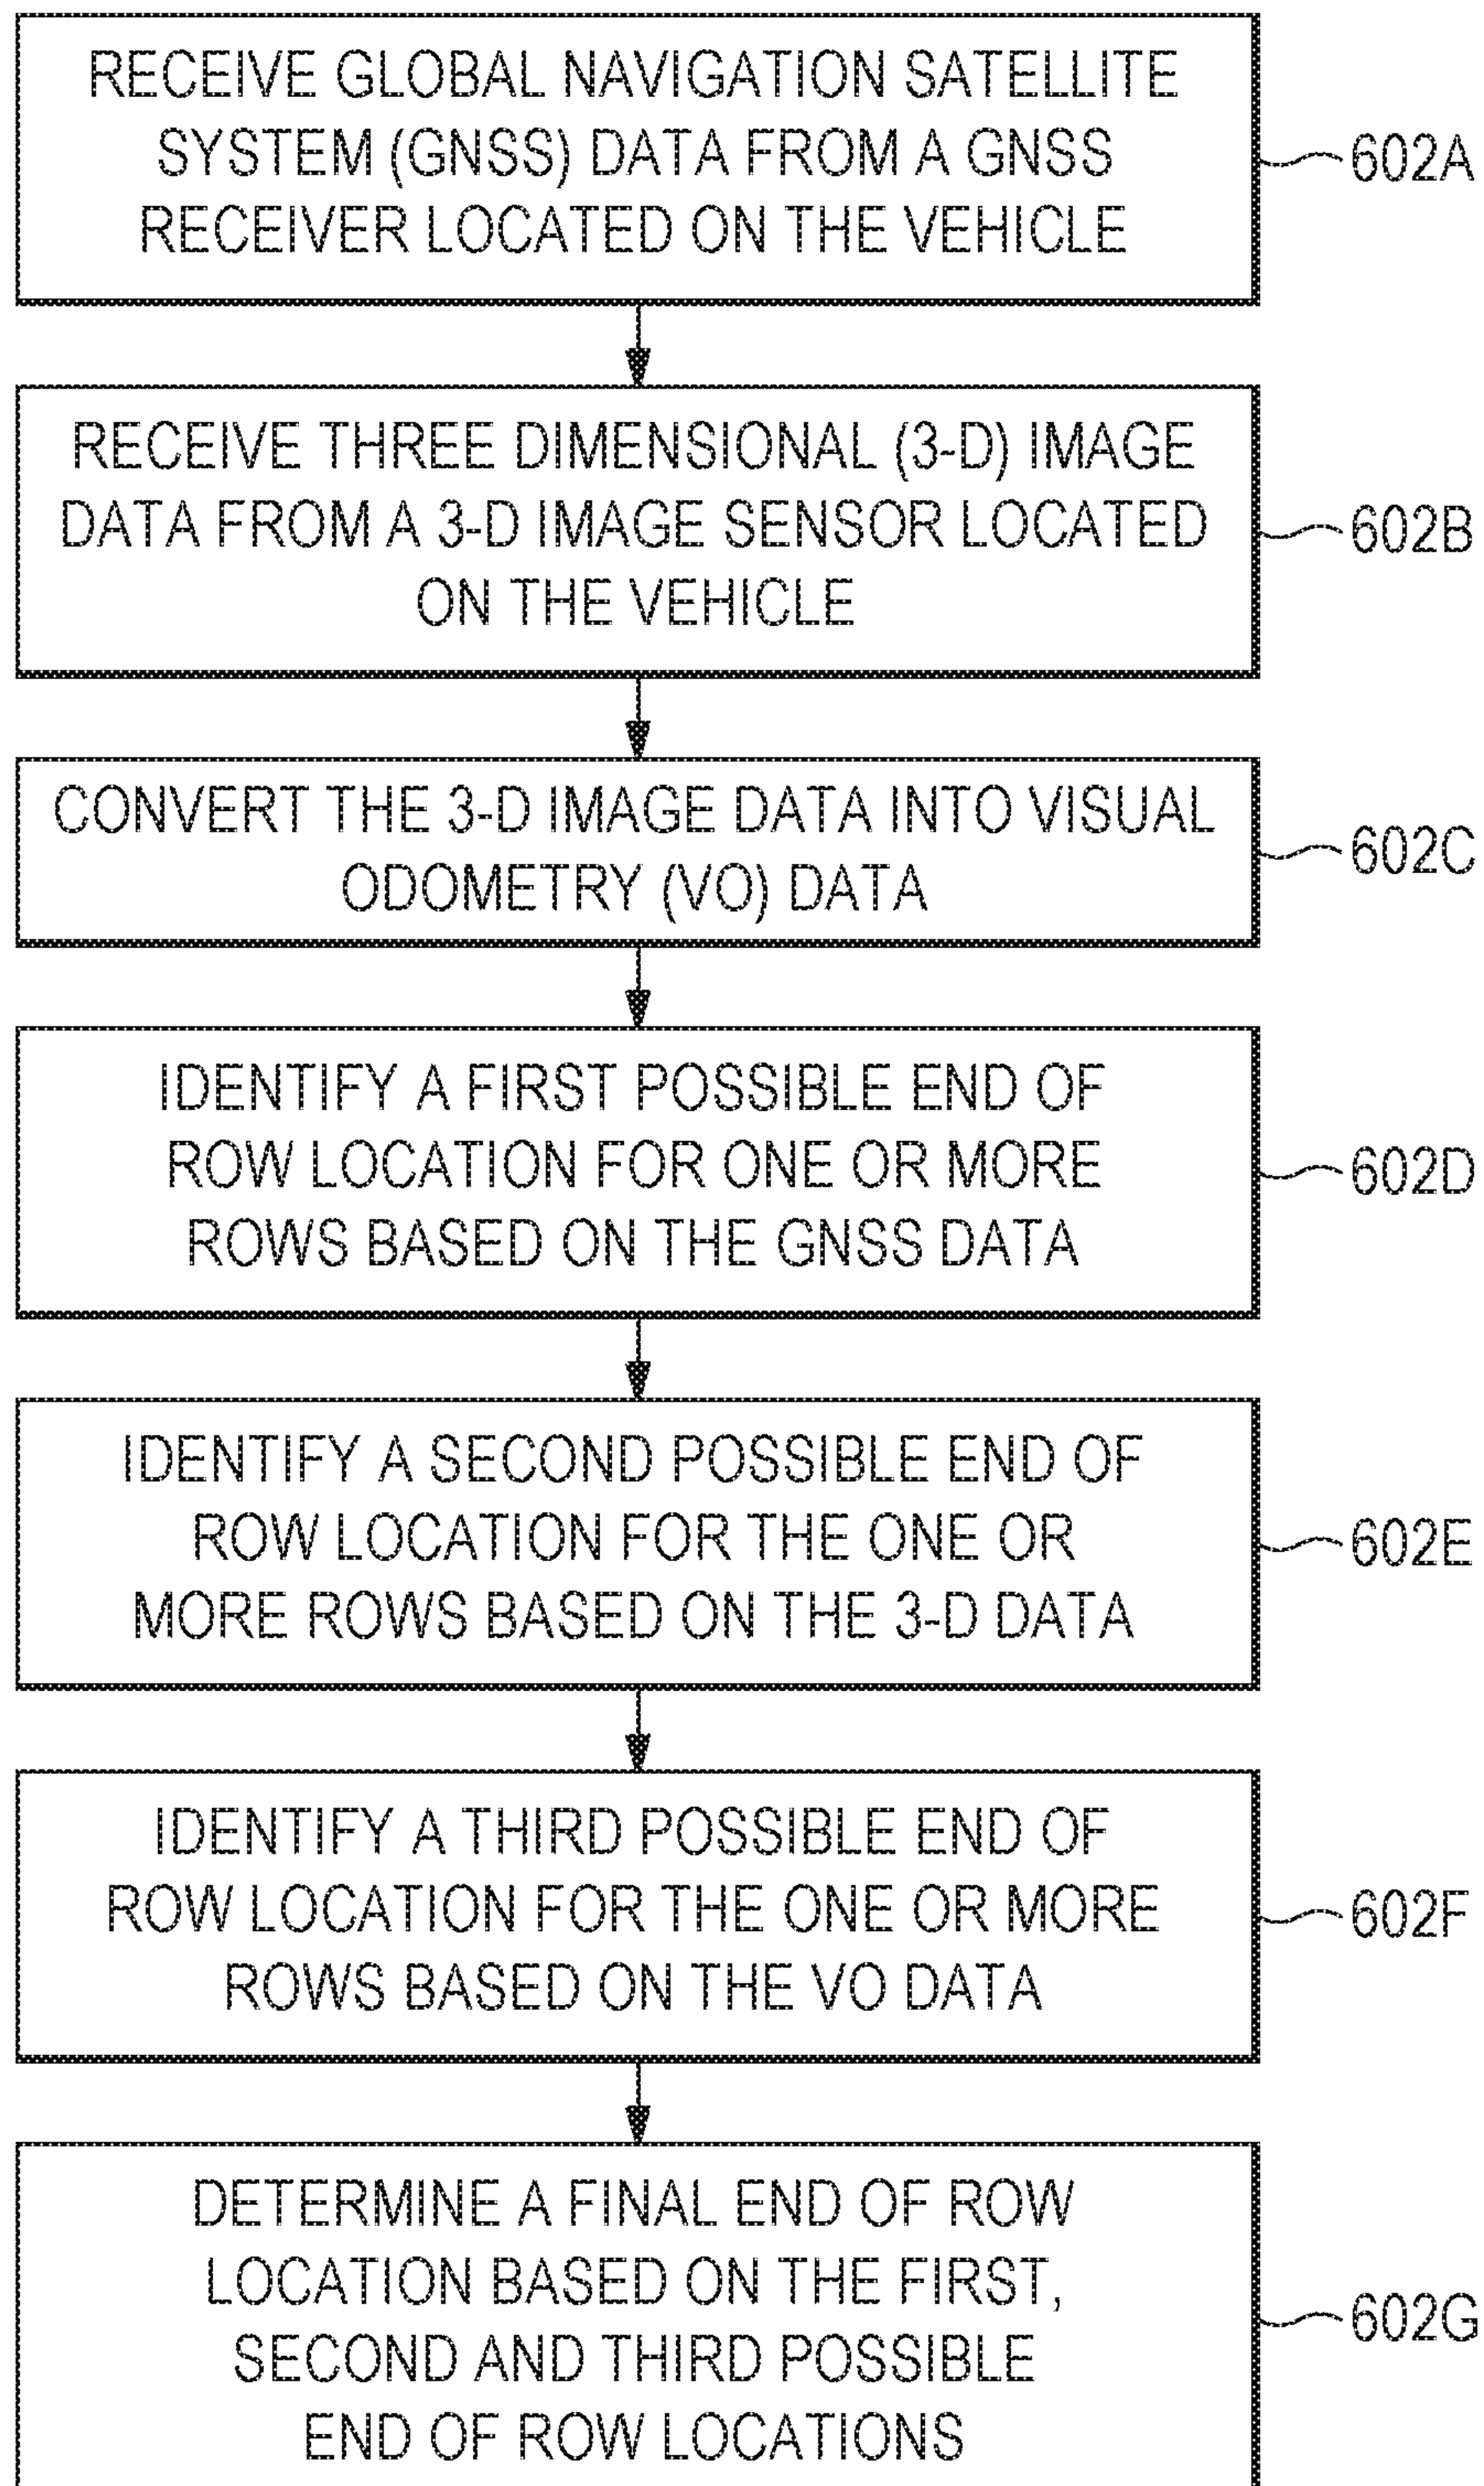 RECEIVE GLOBAL NAVIGATION SATELLITE
SYSTEM (GNSS) DATA FROM A GNSS
RECEIVER LOCATED ON THE VEHICLE
602A
RECEIVE THREE DIMENSIONAL (3-D) IMAGE
DATA FROM A 3-D IMAGE SENSOR LOCATED
ON THE VEHICLE
602B
CONVERT THE 3-D IMAGE DATA INTO VISUAL
ODOMETRY (VO) DATA
602C
IDENTIFY A FIRST POSSIBLE END OF
ROW LOCATION FOR ONE OR MORE
ROWS BASED ON THE GNSS DATA
602D
IDENTIFY A SECOND POSSIBLE END OF
ROW LOCATION FOR THE ONE OR
MORE ROWS BASED ON THE 3-D DATA
602E
IDENTIFY A THIRD POSSIBLE END OF
ROW LOCATION FOR THE ONE OR MORE
ROWS BASED ON THE VO DATA
602F
DETERMINE A FINAL END OF ROW
LOCATION BASED ON THE FIRST,
SECOND AND THIRD POSSIBLE
END OF ROW LOCATIONS
602G